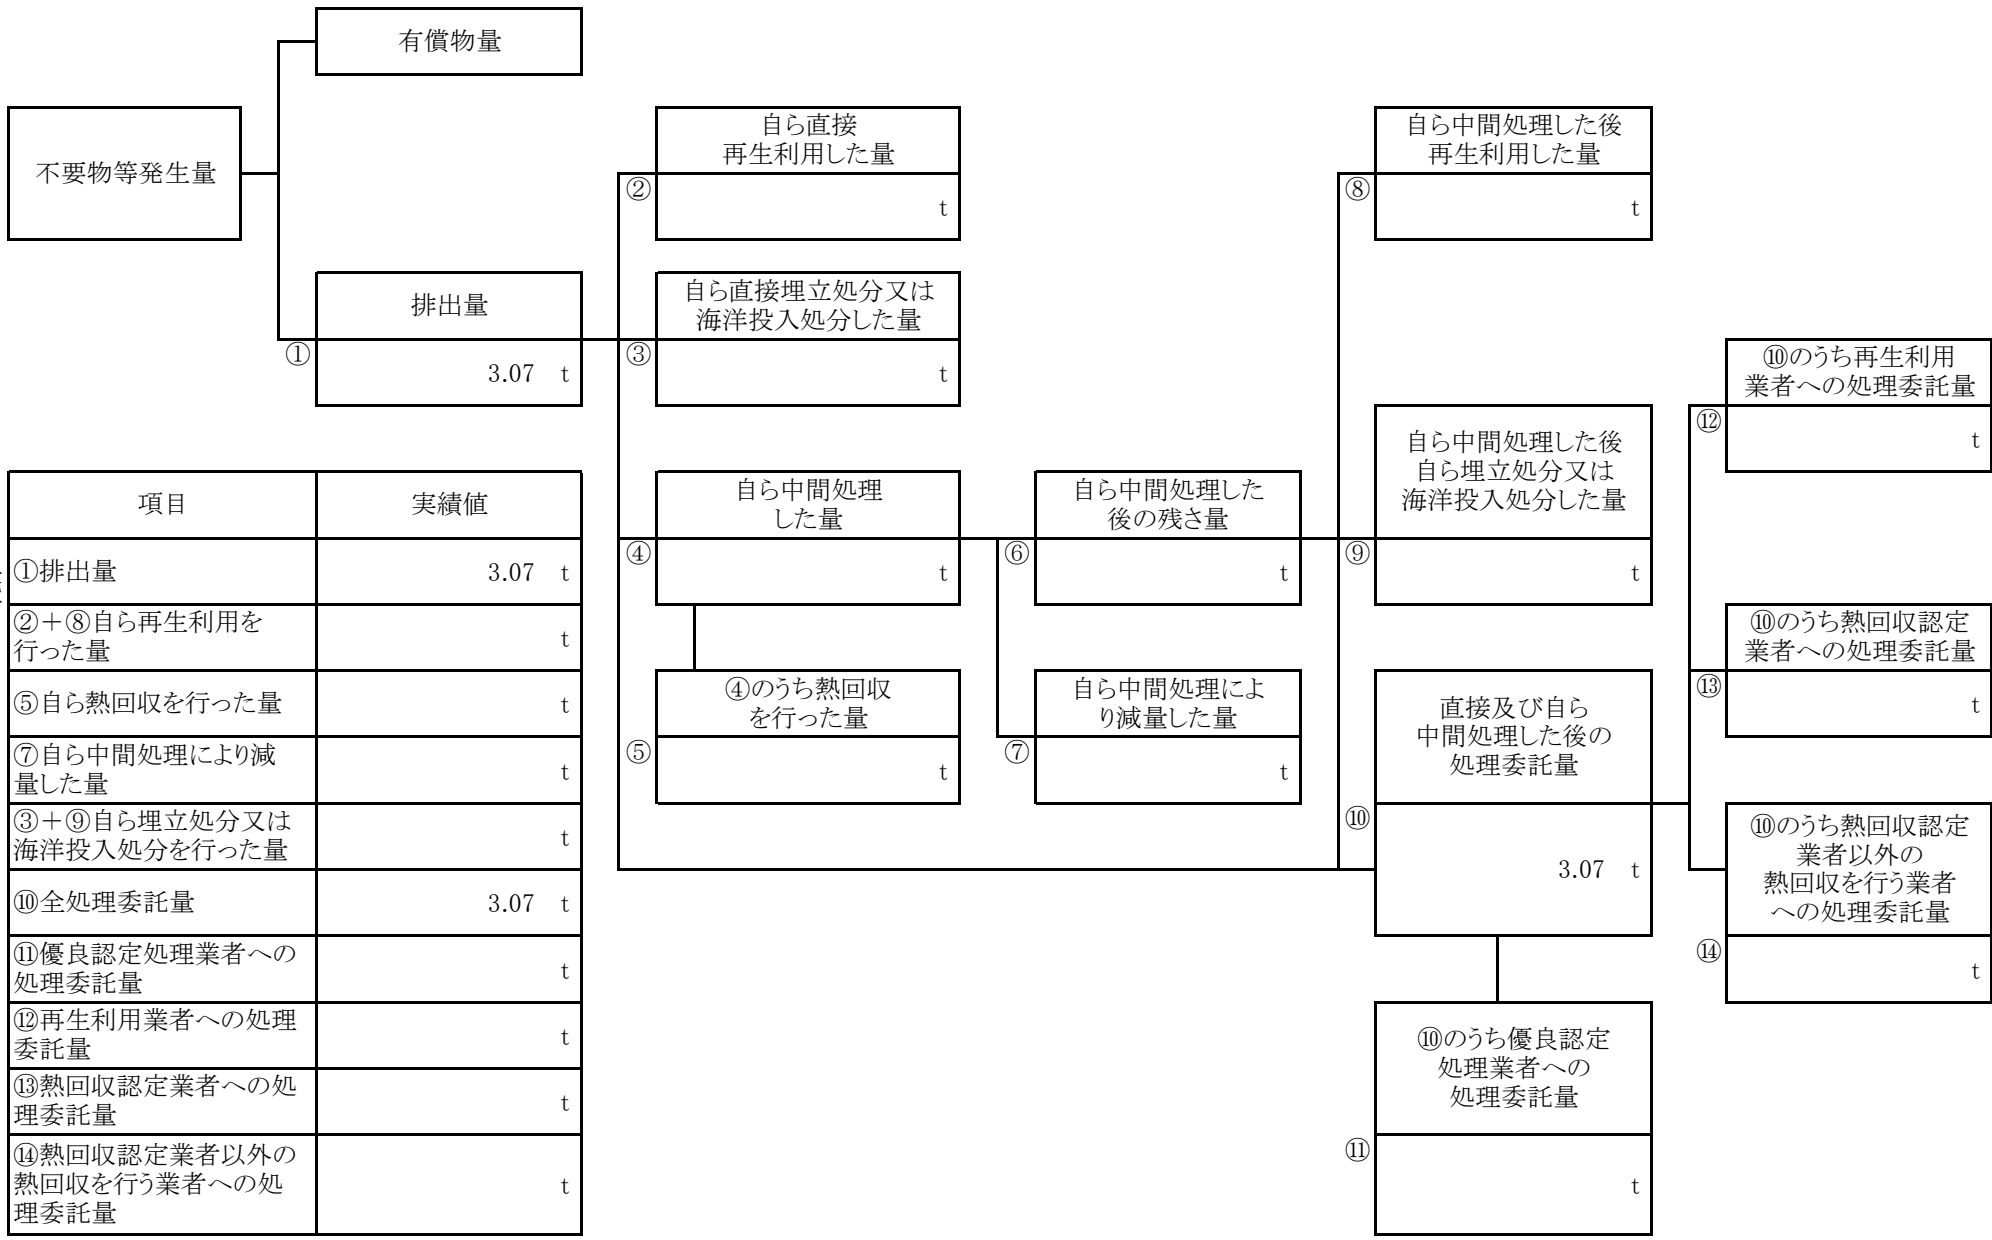 有償物量
不要物等発生量
排出量
①
3.07 t
自ら直接
再生利用した量
②
t
自ら直接埋立処分又は
海洋投入処分した量
③
t
自ら中間処理
した量
④
t
④のうち熱回収
を行った量
⑤
t
自ら中間処理した
後の残さ量
⑥
t
自ら中間処理によ
り減量した量
⑦
t
自ら中間処理した後
再生利用した量
⑧
t
自ら中間処理した後
自ら埋立処分又は
海洋投入処分した量
⑨
t
直接及び自ら
中間処理した後の
処理委託量
⑩
3.07 t
⑩のうち優良認定
処理業者への
処理委託量
⑪
t
⑩のうち再生利用
業者への処理委託量
⑫
t
⑩のうち熱回収認定
業者への処理委託量
⑬
t
⑩のうち熱回収認定
業者以外の
熱回収を行う業者
への処理委託量
⑭
t
項目 実績値
①排出量 3.07 t
②+⑧自ら再生利用を
行った量
t
⑤自ら熱回収を行った量 t
⑦自ら中間処理により減
量した量
t
③+⑨自ら埋立処分又は
海洋投入処分を行った量
t
⑩全処理委託量 3.07 t
⑪優良認定処理業者への
処理委託量
t
⑫再生利用業者への処理
委託量
t
⑬熱回収認定業者への処
理委託量
t
⑭熱回収認定業者以外の
熱回収を行う業者への処
理委託量
t